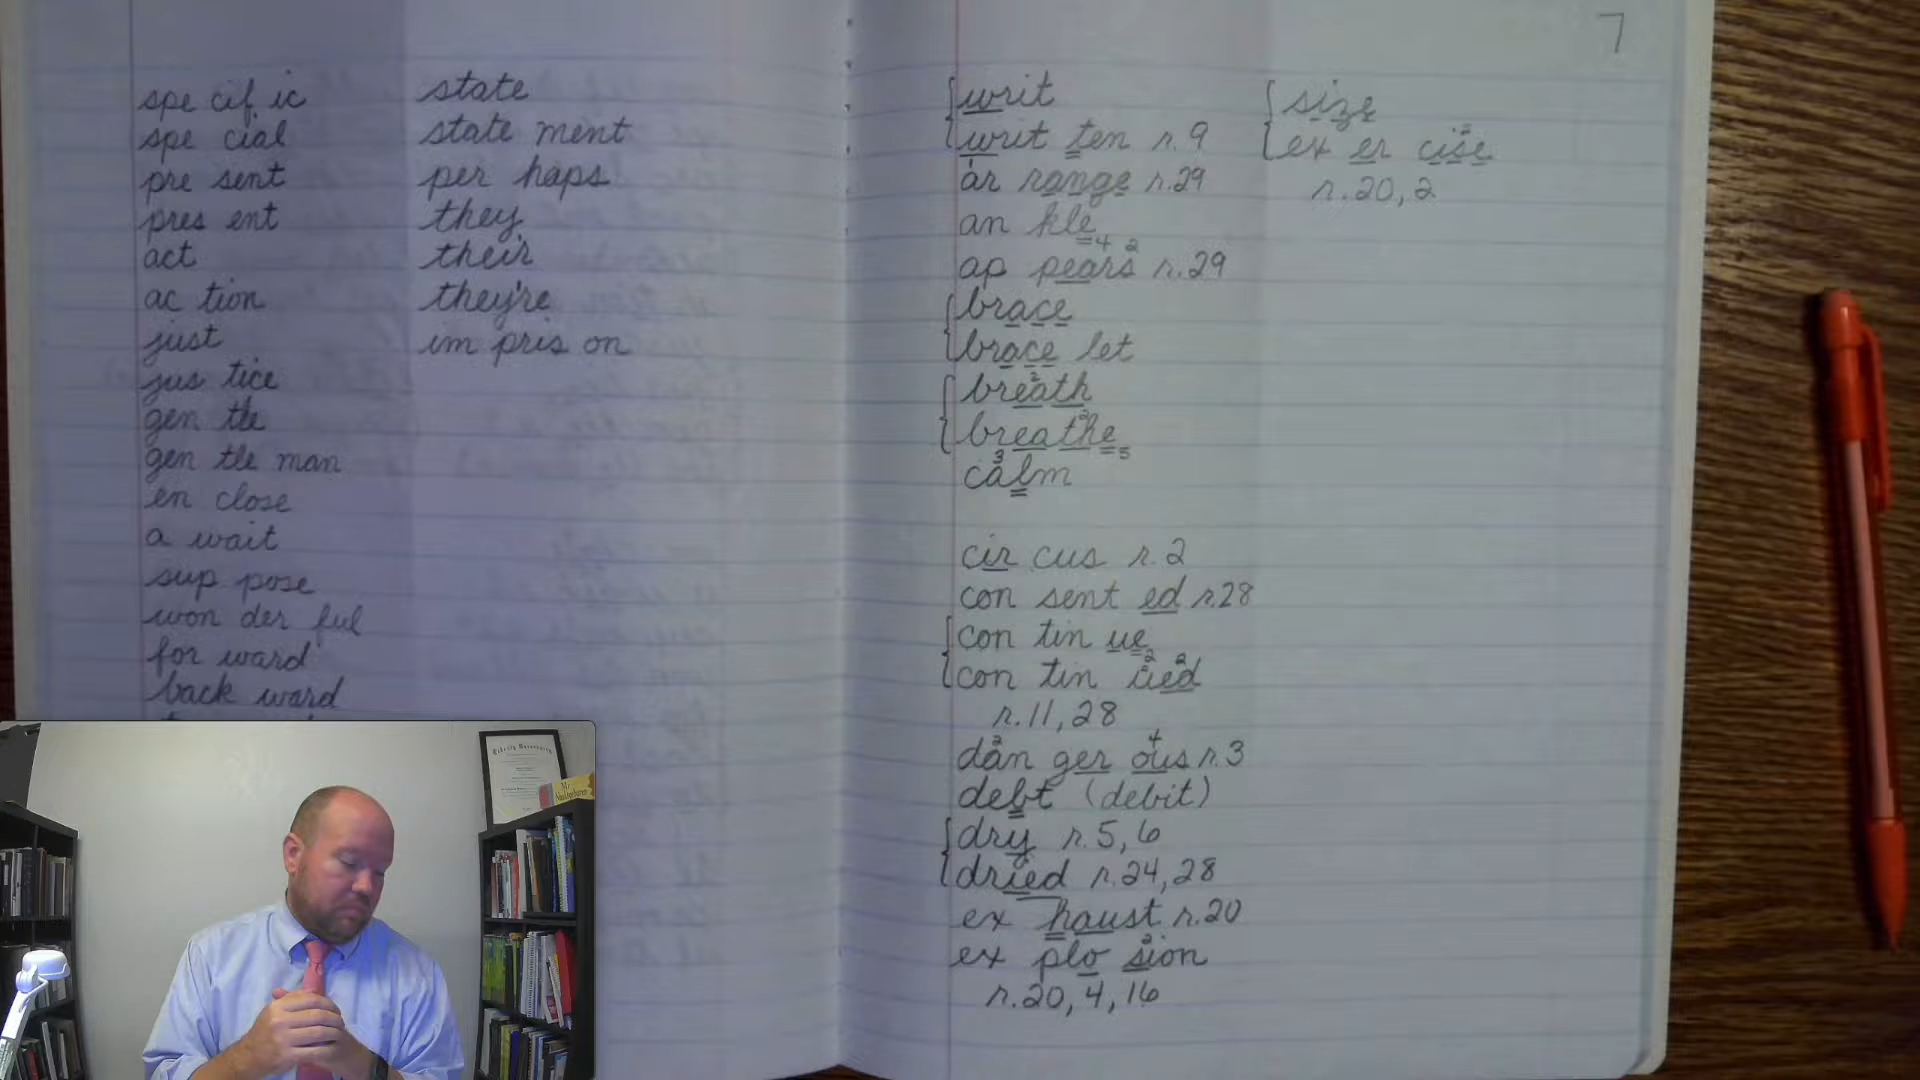 7
spe cif ic
spe cial
pre sent
pres ent
act
ac tion
just
jus tice
gen tle
gen tle man
en close
a wait
sup pose
won der ful
for ward
back ward
state
state ment
per haps
they
their
they're
im pris on
writ
writ ten r. 9
ar range r. 29
an kle 4
ap pears r. 29
brace
brace let
breath
breathe 5
calm
cir cus r. 2
con sent ed r. 28
con tin ue
con tin ued
r. 11, 28
dan ger ous r. 3
debt (debit)
dry r. 5, 6
dried r. 24, 28
ex haust r. 20
ex plo sion
r. 20, 4, 16
size
ex er cise
r. 20, 2